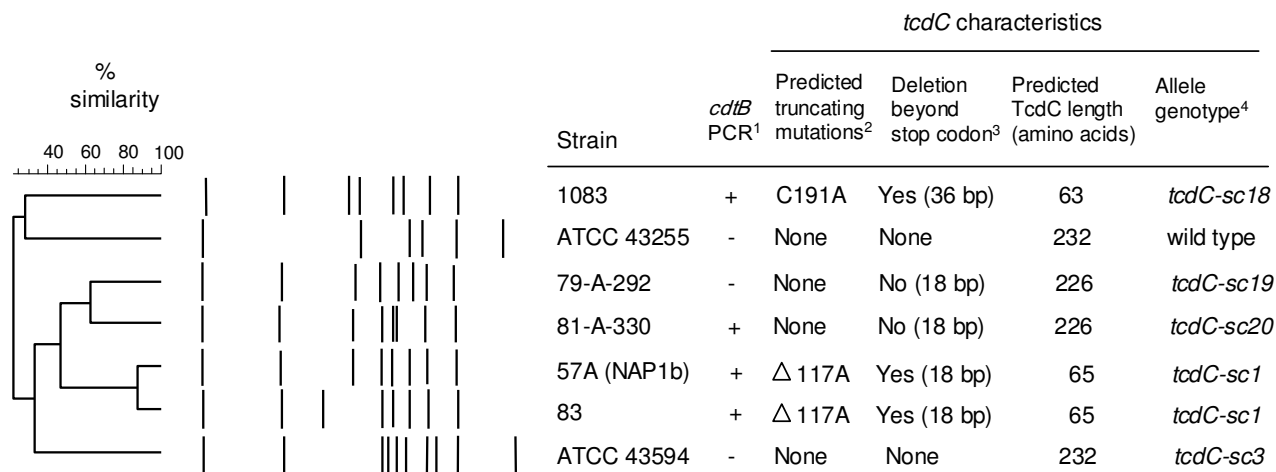 tcdC characteristics
%
similarity
40 60 80 100
Strain
cdtB
PCR¹
Predicted
truncating
mutations²
Deletion
beyond
stop codon³
Predicted
TcdC length
(amino acids)
Allele
genotype⁴
1083 + C191A Yes (36 bp) 63 tcdC-sc18
ATCC 43255 - None None 232 wild type
79-A-292 - None No (18 bp) 226 tcdC-sc19
81-A-330 + None No (18 bp) 226 tcdC-sc20
57A (NAP1b) + △ 117A Yes (18 bp) 65 tcdC-sc1
83 + △ 117A Yes (18 bp) 65 tcdC-sc1
ATCC 43594 - None None 232 tcdC-sc3